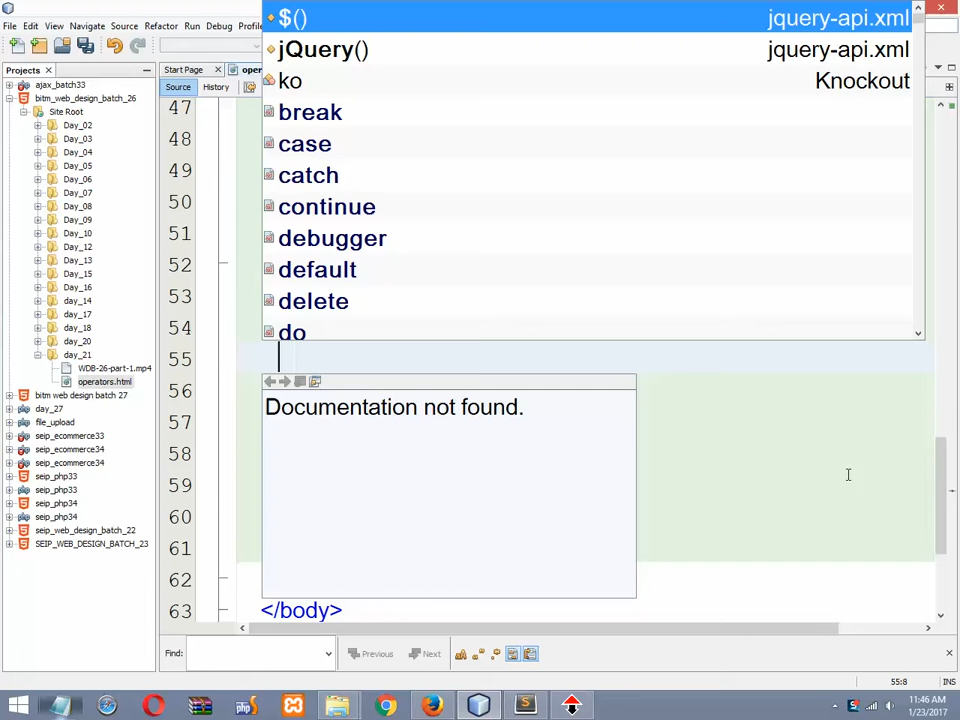 File Edit View Navigate Source Refactor Run Debug Profile
Projects
Start Page
oper
Source History
ajax_batch33
bitm_web_design_batch_26
Site Root
Day_02
Day_03
Day_04
Day_05
Day_06
Day_07
Day_08
Day_09
Day_10
Day_12
Day_13
Day_15
Day_16
day_14
day_17
day_18
day_20
day_21
WDB-26-part-1.mp4
operators.html
bitm web design batch 27
day_27
file_upload
seip_ecommerce33
seip_ecommerce34
seip_ecommerce34
seip_php33
seip_php33
seip_php34
seip_php34
seip_web_design_batch_22
SEIP_WEB_DESIGN_BATCH_23
$() jquery-api.xml
jQuery() jquery-api.xml
ko Knockout
break
case
catch
continue
debugger
default
delete
do
47
48
49
50
51
52
53
54
55
56
57
58
59
60
61
62
63 </body>
Documentation not found.
Find: Previous Next
55:8 INS
php
S
11:46 AM
1/23/2017